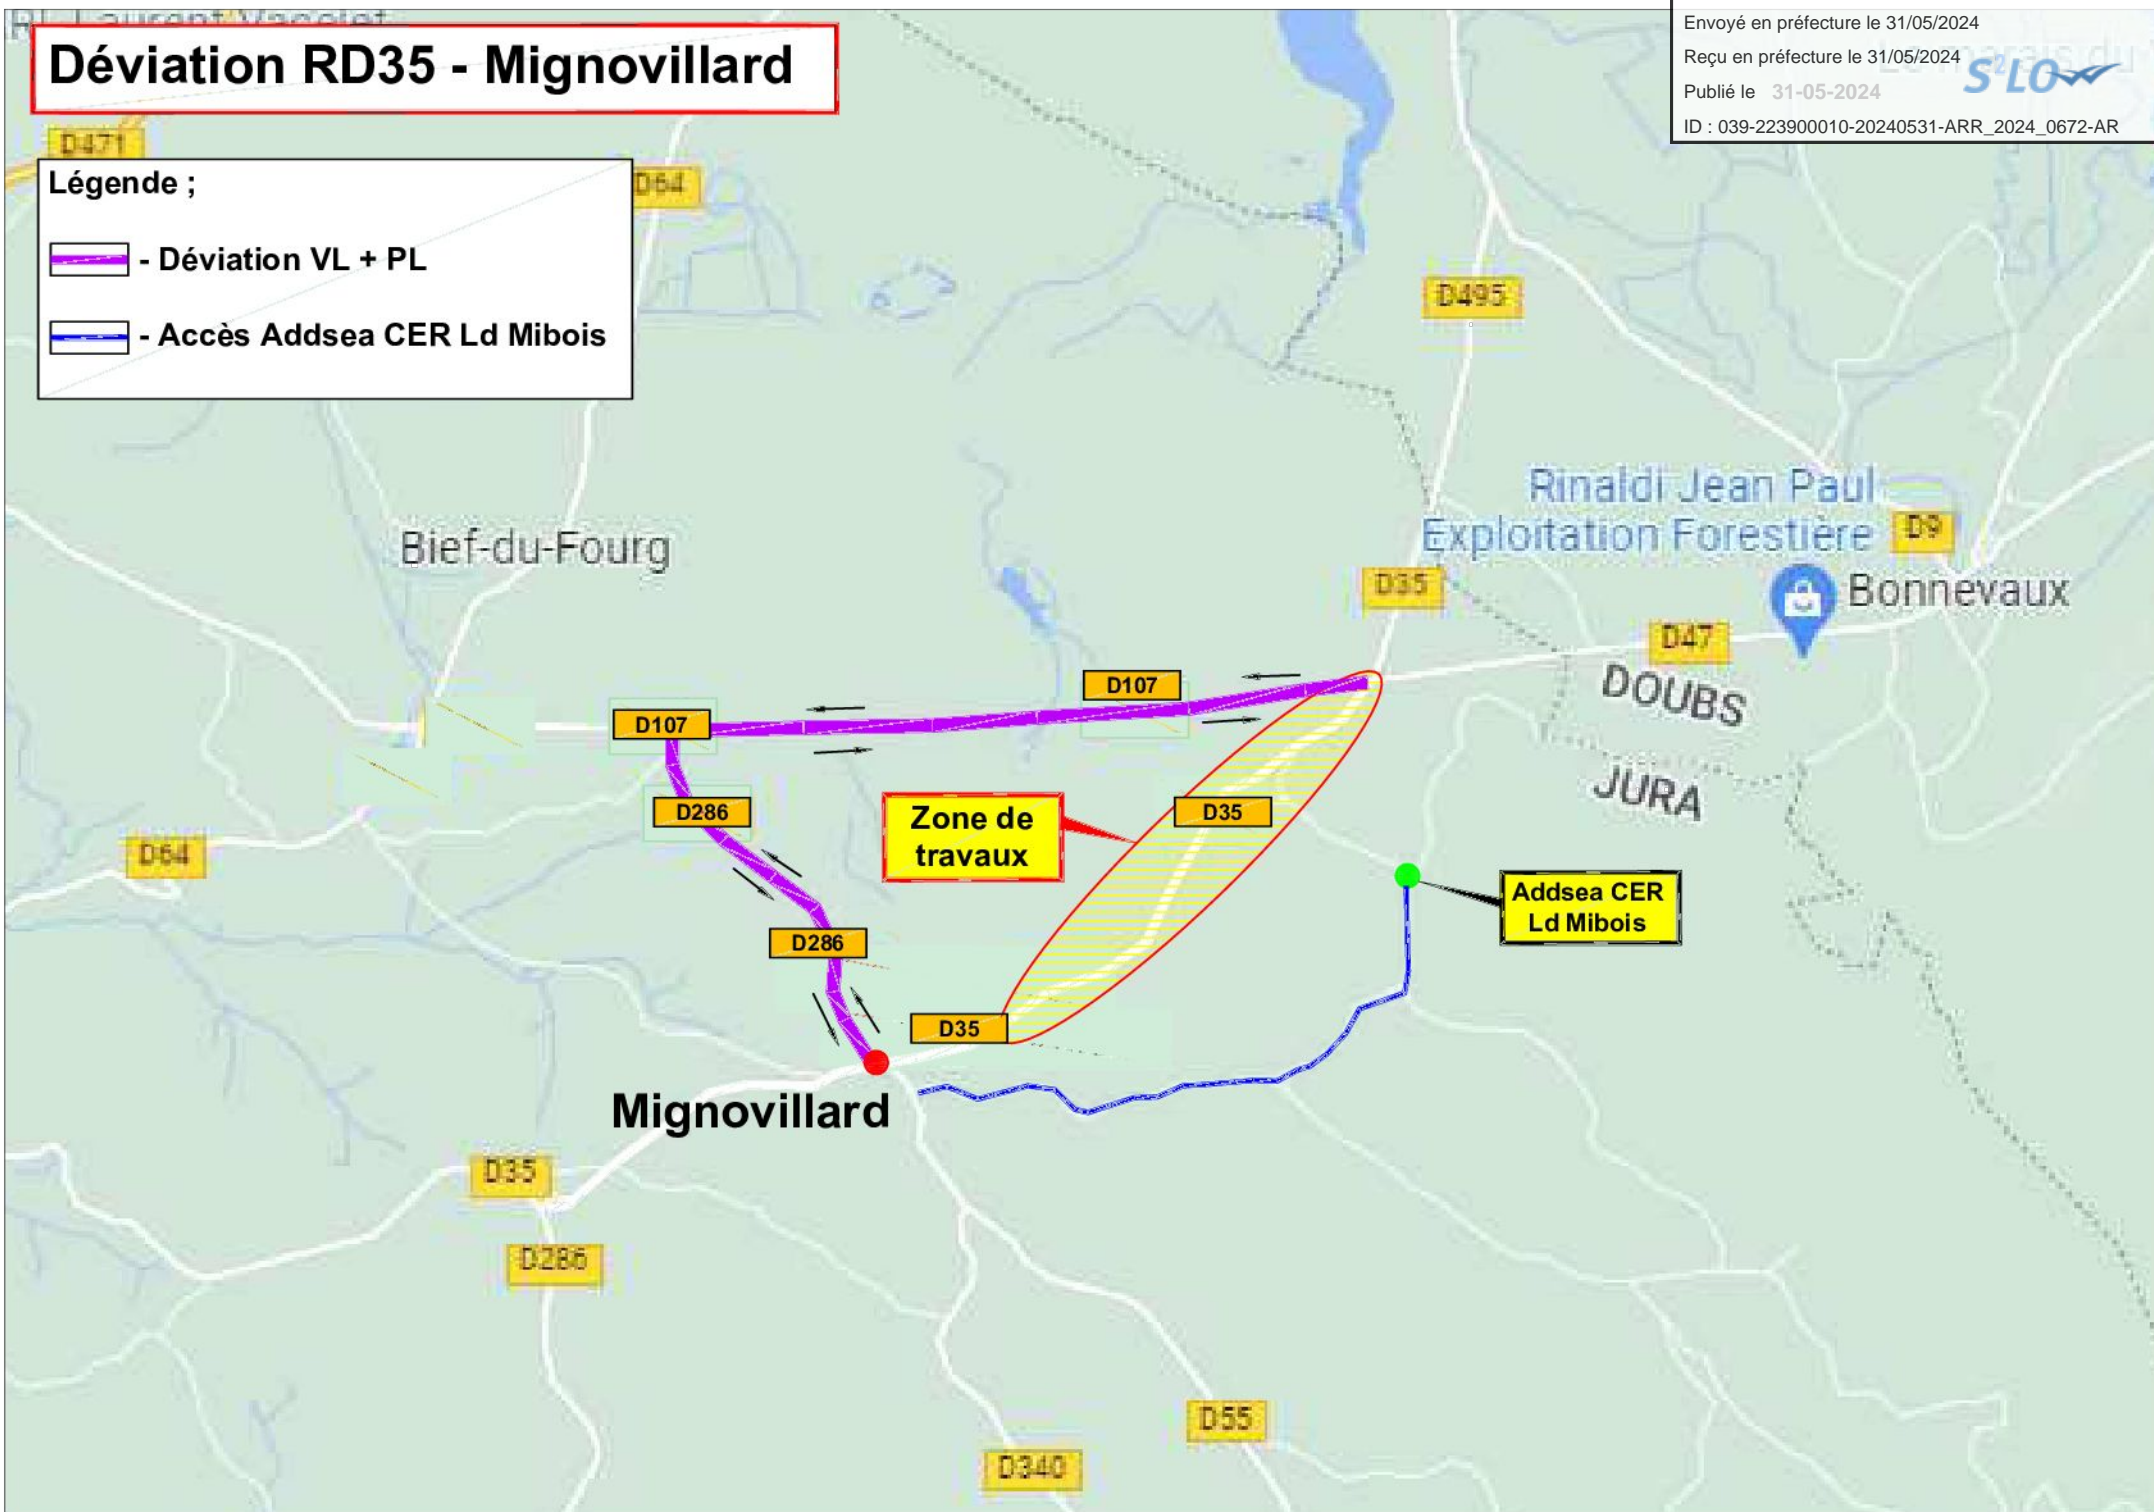 Envoyé en préfecture le 31/05/2024
Reçu en préfecture le 31/05/2024
Publié le 31-05-2024
S²LO
ID : 039-223900010-20240531-ARR_2024_0672-AR
Déviation RD35 - Mignovillard
D471
Légende ;
D64
- Déviation VL + PL
- Accès Addsea CER Ld Mibois
D495
Rinaldi Jean Paul
Exploitation Forestière
D9
Bief-du-Fourg
D35
Bonnevaux
D47
DOUBS
D107
D107
JURA
D286
Zone de
travaux
D35
D64
Addsea CER
Ld Mibois
D286
D35
Mignovillard
D35
D286
D55
D340